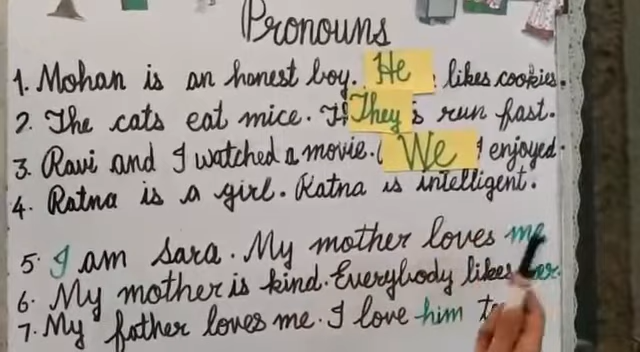 Pronouns
1. Mohan is an honest boy. He likes cookies.
2. The cats eat mice. They s run fast.
3. Ravi and I watched a movie. We enjoyed.
4. Ratna is a girl. Ratna is intelligent.
5. I am sara. My mother loves me
6. My mother is kind. Everybody likes er.
7. My father loves me. I love him